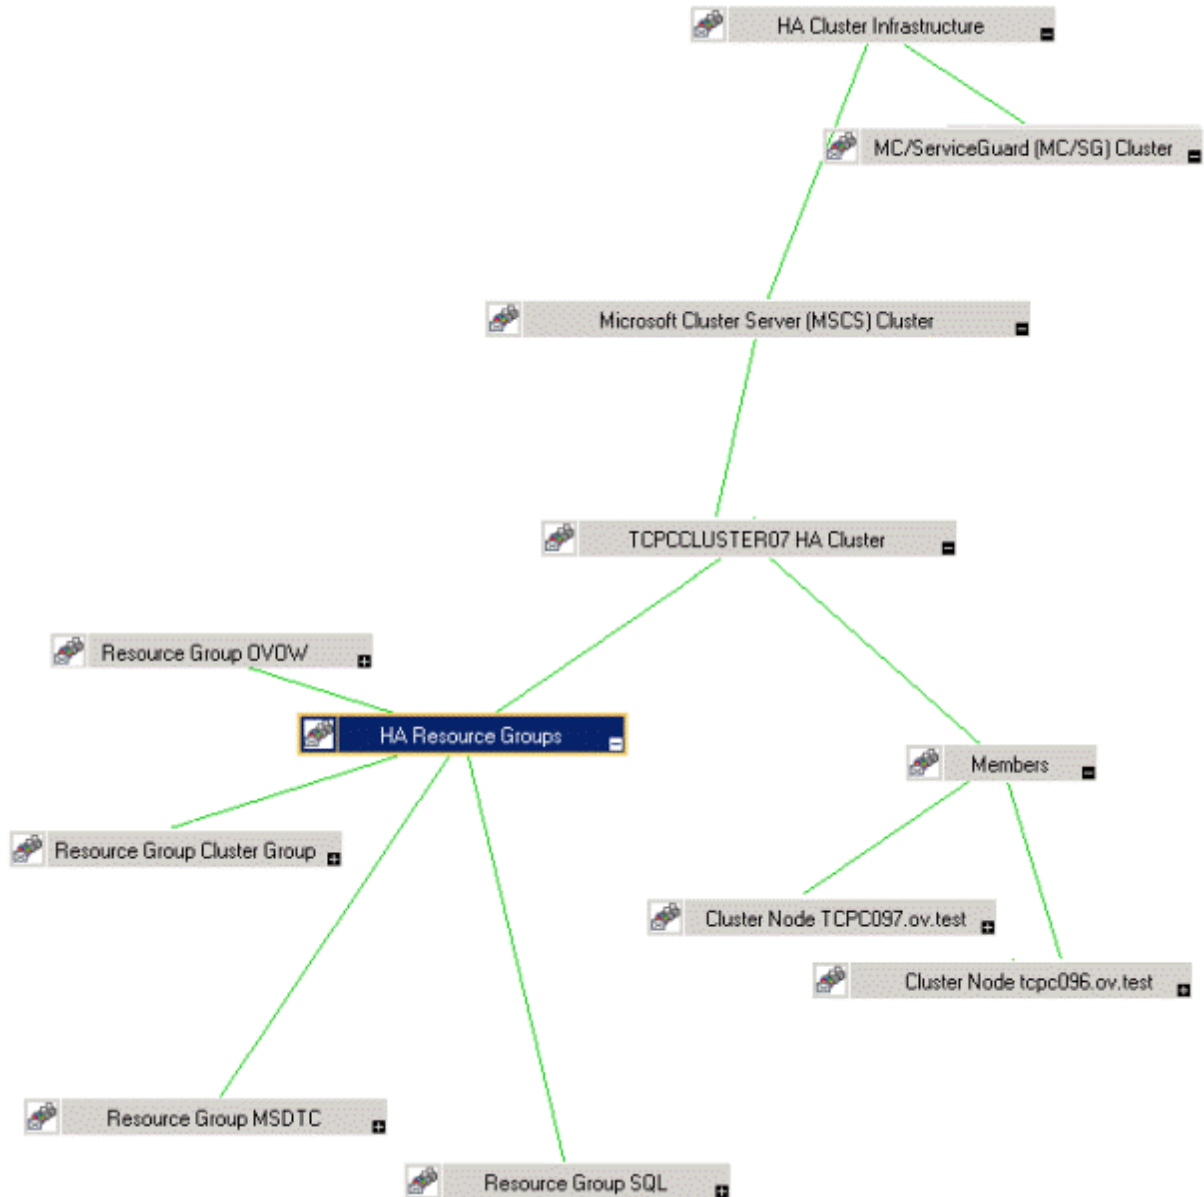 HA Cluster Infrastructure
MC/ServiceGuard (MC/SG) Cluster
Microsoft Cluster Server (MSCS) Cluster
TCPCCLUSTER07 HA Cluster
Resource Group OVOW
HA Resource Groups
Members
Resource Group Cluster Group
Cluster Node TCPC097.ov.test
Cluster Node tcpc096.ov.test
Resource Group MSDTC
Resource Group SQL